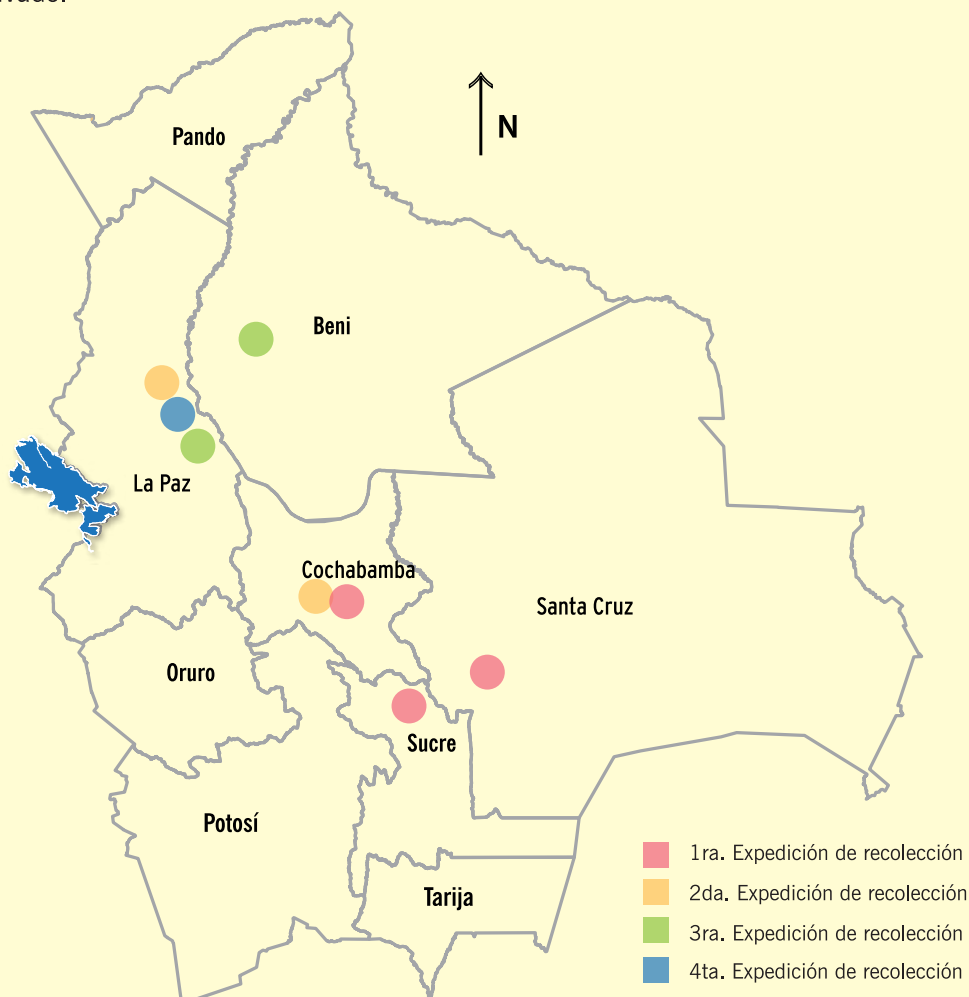 Pando
N
Beni
La Paz
Cochabamba
Santa Cruz
Oruro
Sucre
Potosí
Tarija
1ra. Expedición de recolección
2da. Expedición de recolección
3ra. Expedición de recolección
4ta. Expedición de recolección